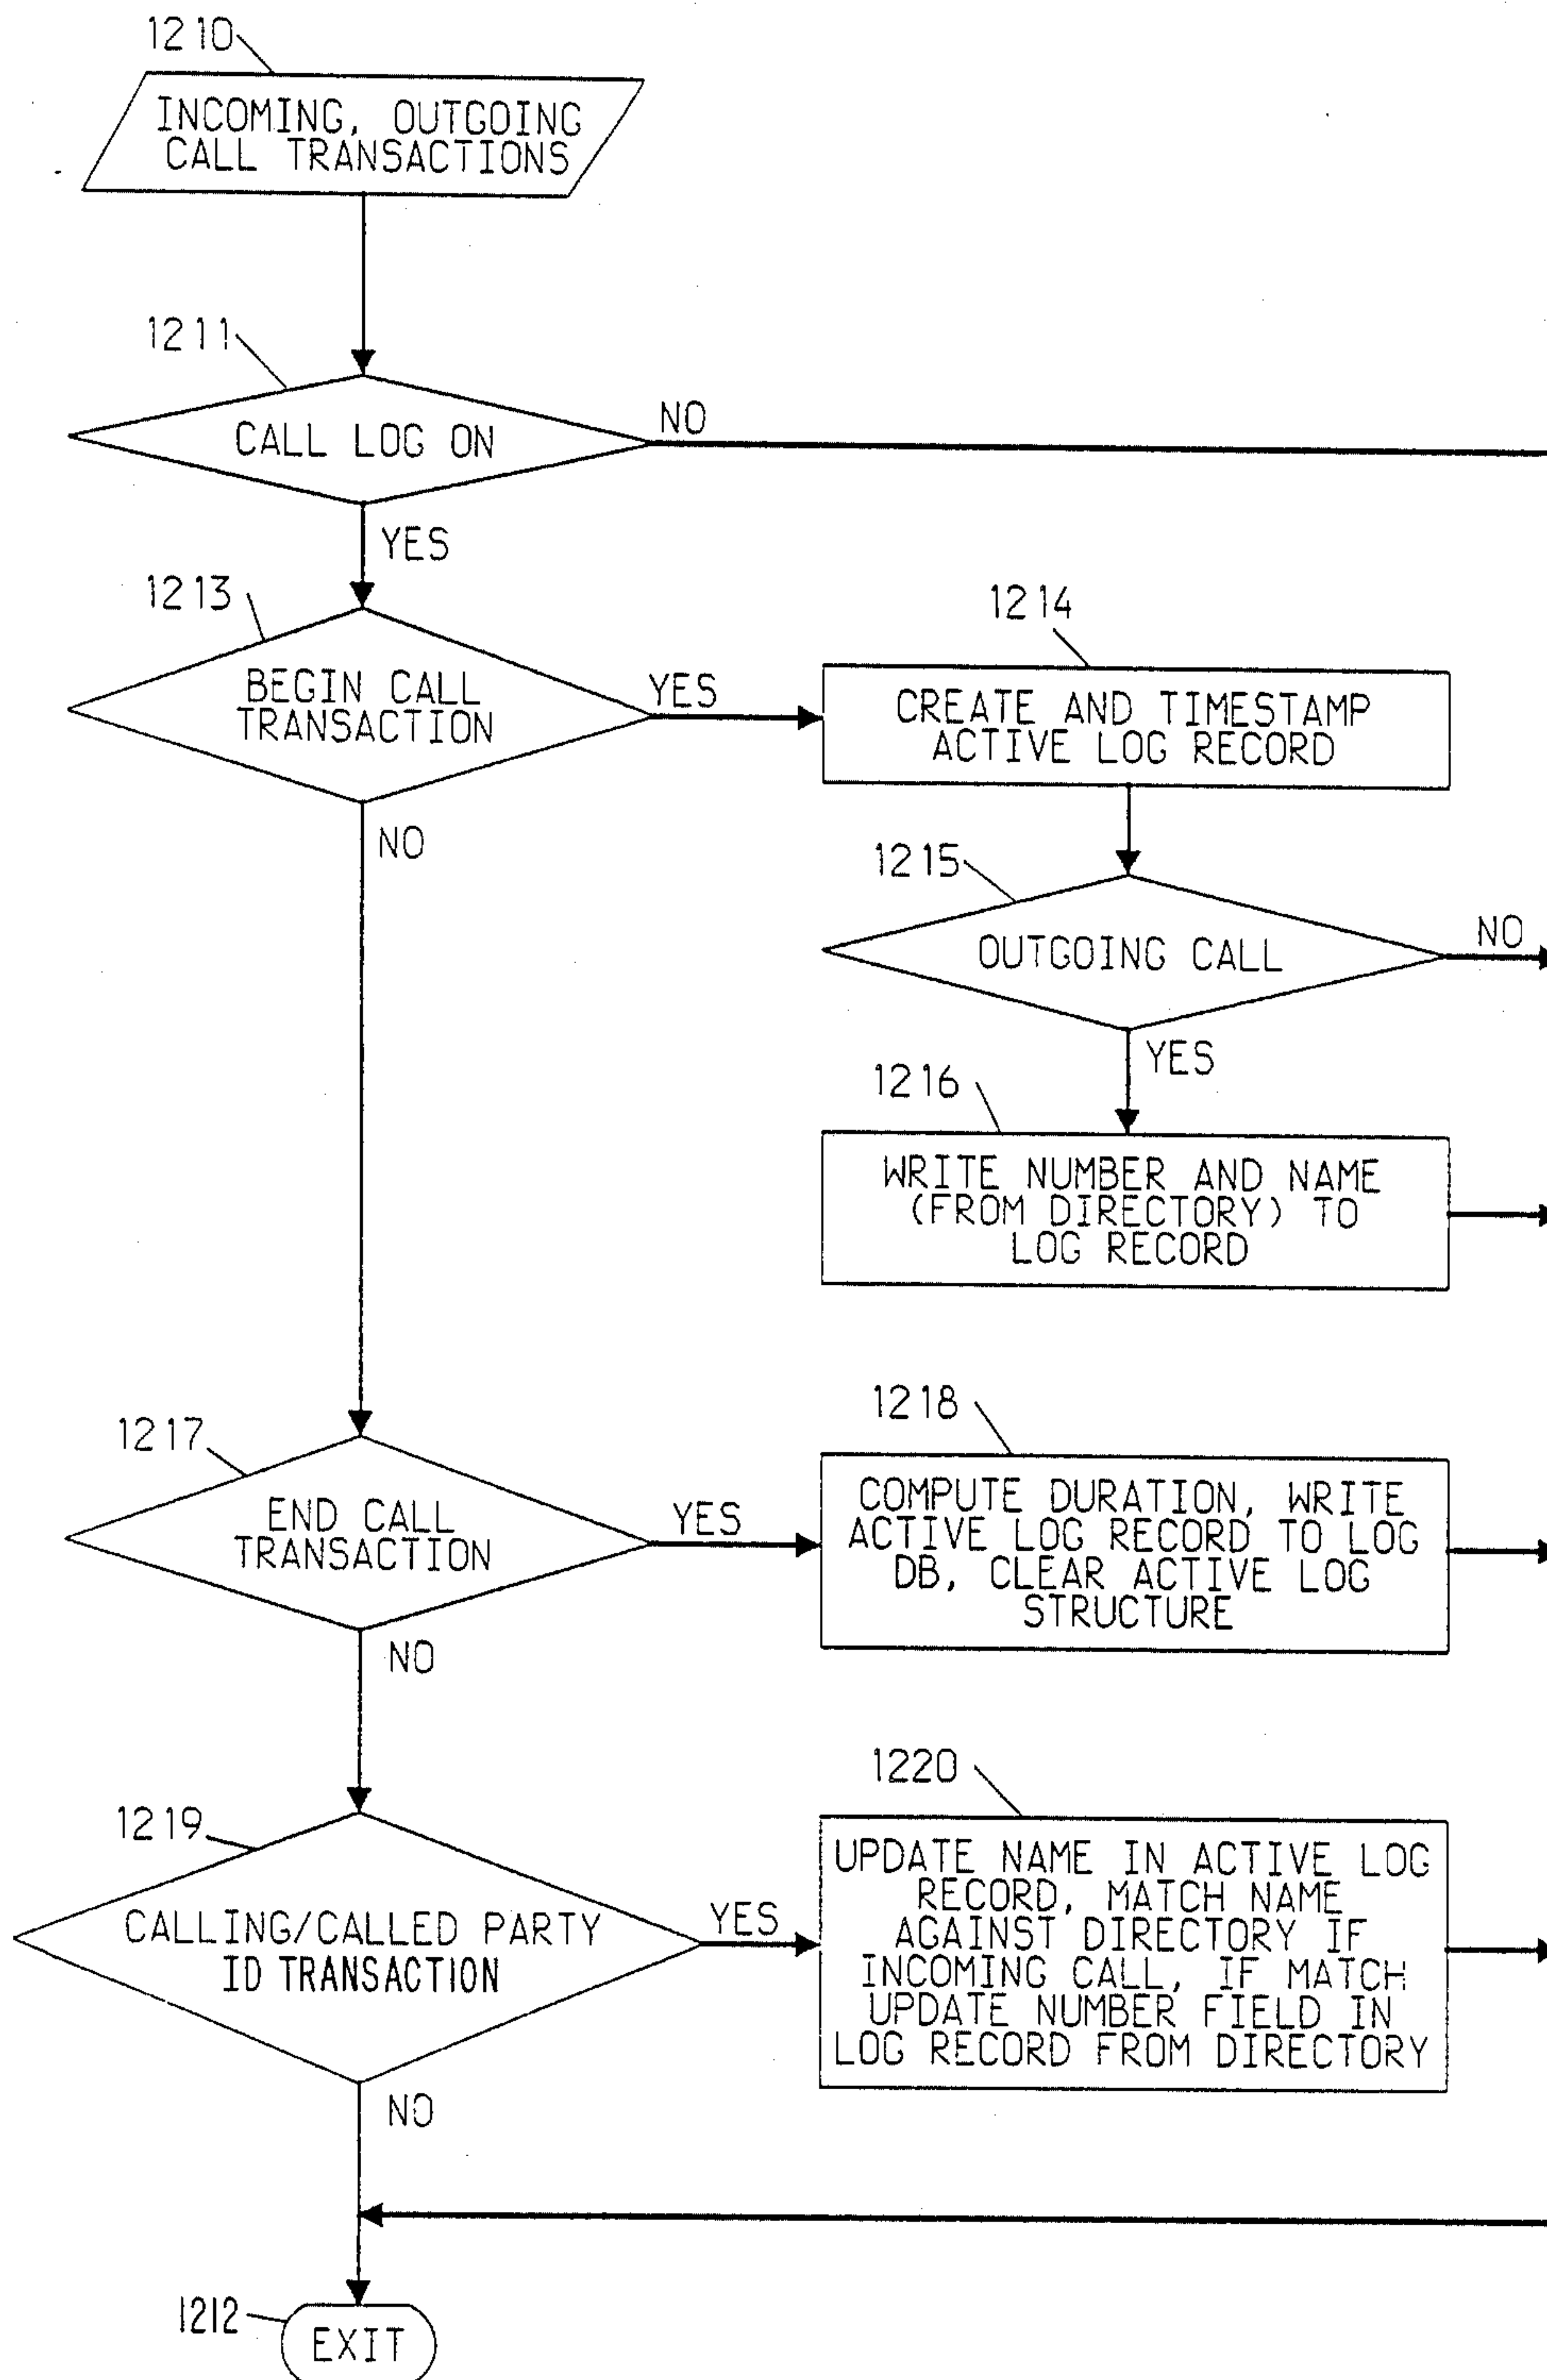 1210
INCOMING, OUTGOING
CALL TRANSACTIONS
1211
CALL LOG ON
NO
YES
1213
BEGIN CALL
TRANSACTION
YES
NO
1214
CREATE AND TIMESTAMP
ACTIVE LOG RECORD
1215
OUTGOING CALL
NO
YES
1216
WRITE NUMBER AND NAME
(FROM DIRECTORY) TO
LOG RECORD
1217
END CALL
TRANSACTION
YES
NO
1218
COMPUTE DURATION, WRITE
ACTIVE LOG RECORD TO LOG
DB, CLEAR ACTIVE LOG
STRUCTURE
1219
CALLING/CALLED PARTY
ID TRANSACTION
YES
NO
1220
UPDATE NAME IN ACTIVE LOG
RECORD, MATCH NAME
AGAINST DIRECTORY IF
INCOMING CALL, IF MATCH
UPDATE NUMBER FIELD IN
LOG RECORD FROM DIRECTORY
1212
EXIT